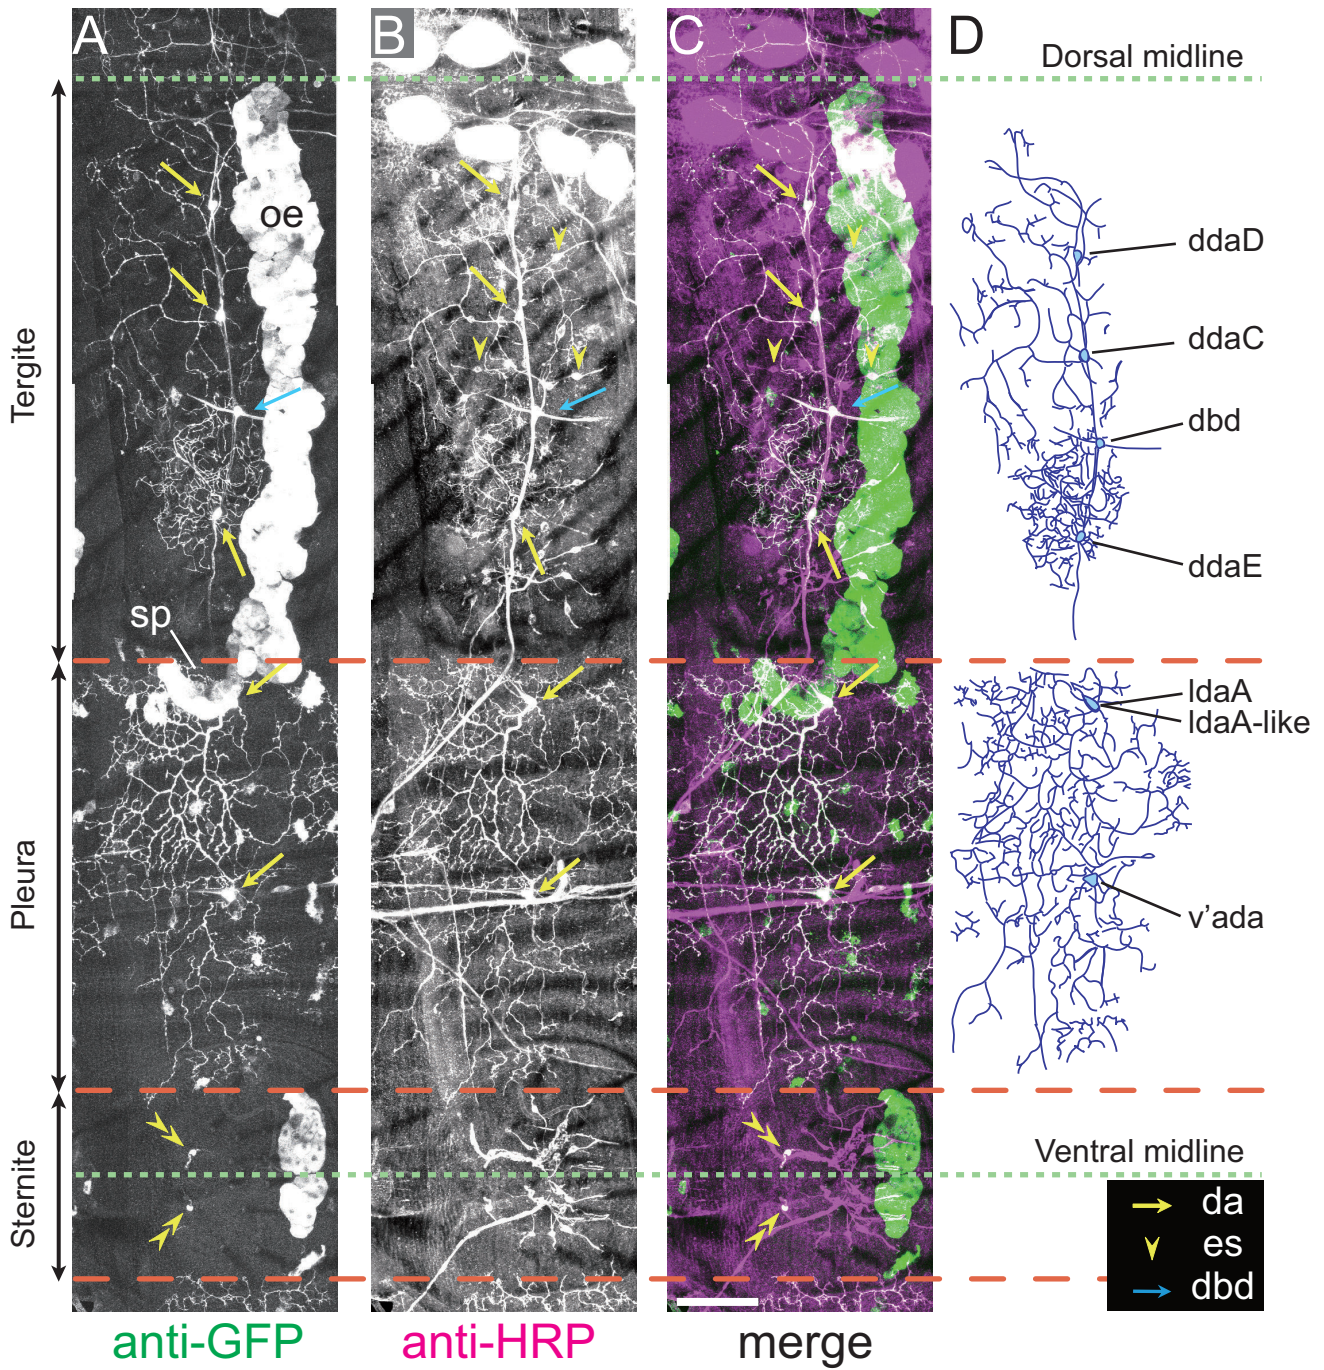 A
B
C
D
Dorsal midline
oe
ddaD
ddaC
dbd
ddaE
Tergite
sp
ldaA
ldaA-like
v'ada
Pleura
Ventral midline
Sternite
da
es
dbd
anti-GFP
anti-HRP
merge